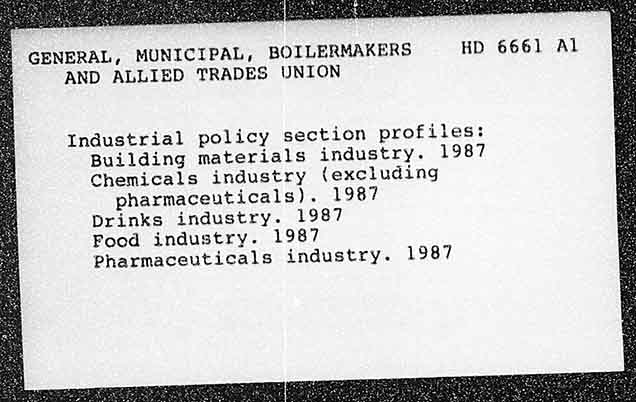 GENERAL, MUNICIPAL, BOILERMAKERS HD 6661 A1
AND ALLIED TRADES UNION
Industrial policy section profiles:
Building materials industry. 1987
Chemicals industry (excluding
pharmaceuticals). 1987
Drinks industry. 1987
Food industry. 1987
Pharmaceuticals industry. 1987